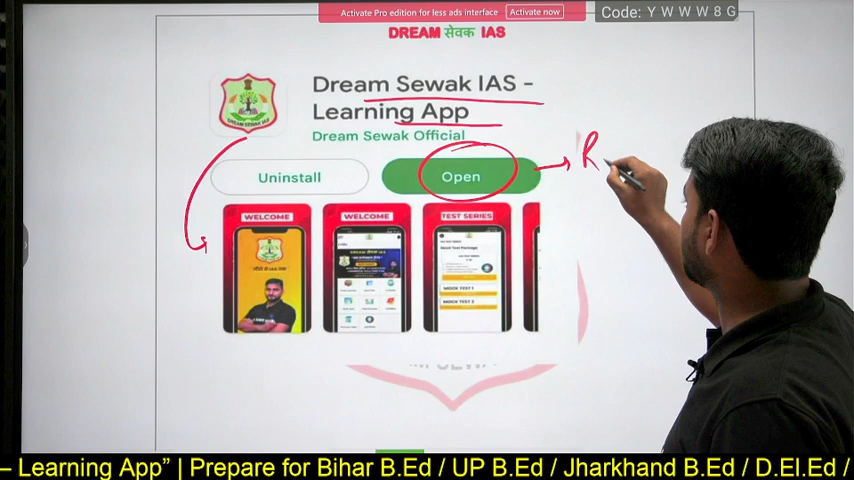 Activate Pro edition for less ads interface Activate now
Code: Y W W W 8 G
DREAM सेवक IAS
Dream Sewak IAS -
Learning App
Dream Sewak Official
Uninstall
Open
R
WELCOME
WELCOME
TEST SERIES
MOCK TEST 1
MOCK TEST 2
– Learning App” | Prepare for Bihar B.Ed / UP B.Ed / Jharkhand B.Ed / D.El.Ed /